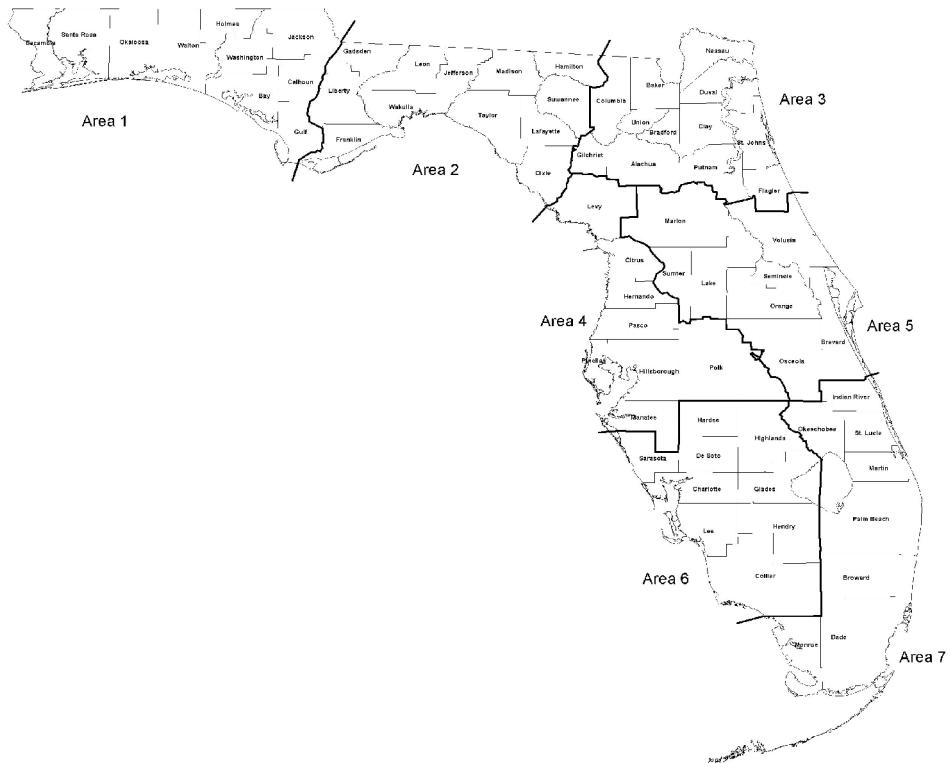 Escambia
Santa Rosa
Okaloosa
Walton
Holmes
Washington
Jackson
Bay
Calhoun
Gulf
Gadsden
Liberty
Franklin
Leon
Wakulla
Jefferson
Madison
Taylor
Hamilton
Suwannee
Lafayette
Dixie
Columbia
Baker
Union
Bradford
Gilchrist
Alachua
Nassau
Duval
Clay
St. Johns
Putnam
Flagler
Area 1
Area 2
Area 3
Levy
Marion
Volusia
Citrus
Sumter
Lake
Seminole
Hernando
Orange
Pasco
Area 4
Area 5
Brevard
Pinellas
Hillsborough
Polk
Osceola
Indian River
Manatee
Hardee
Highlands
Okeechobee
St. Lucie
Sarasota
De Soto
Martin
Charlotte
Glades
Lee
Hendry
Palm Beach
Area 6
Collier
Broward
Monroe
Dade
Area 7